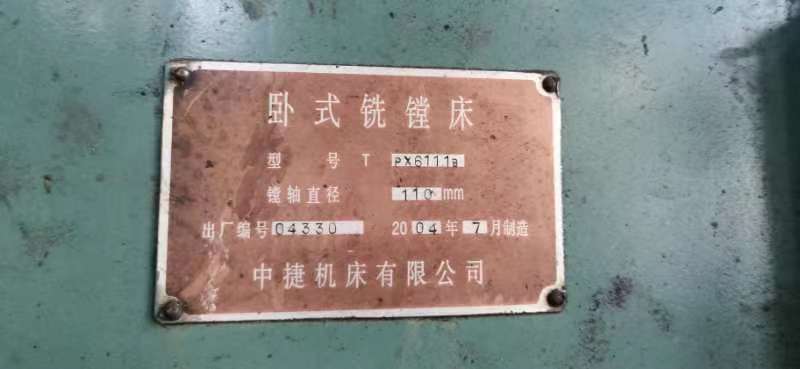 卧式铣镗床
型号 T PX6111B
镗轴直径 110 mm
出厂编号 04330 2004年7月制造
中捷机床有限公司